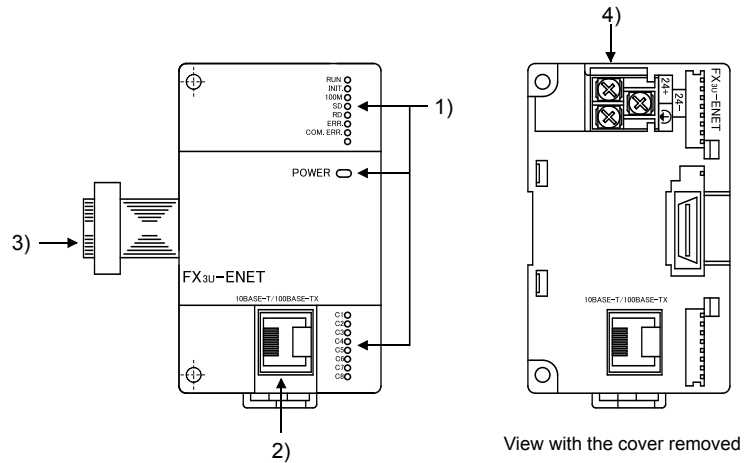 4)
RUN
INIT.
100M
SD
RD
ERR.
COM. ERR.
1)
POWER
3)
FX3U-ENET
10BASE-T/100BASE-TX
C1
C2
C3
C4
C5
C6
C7
C8
2)
24+
24-
FX3U-ENET
10BASE-T/100BASE-TX
View with the cover removed